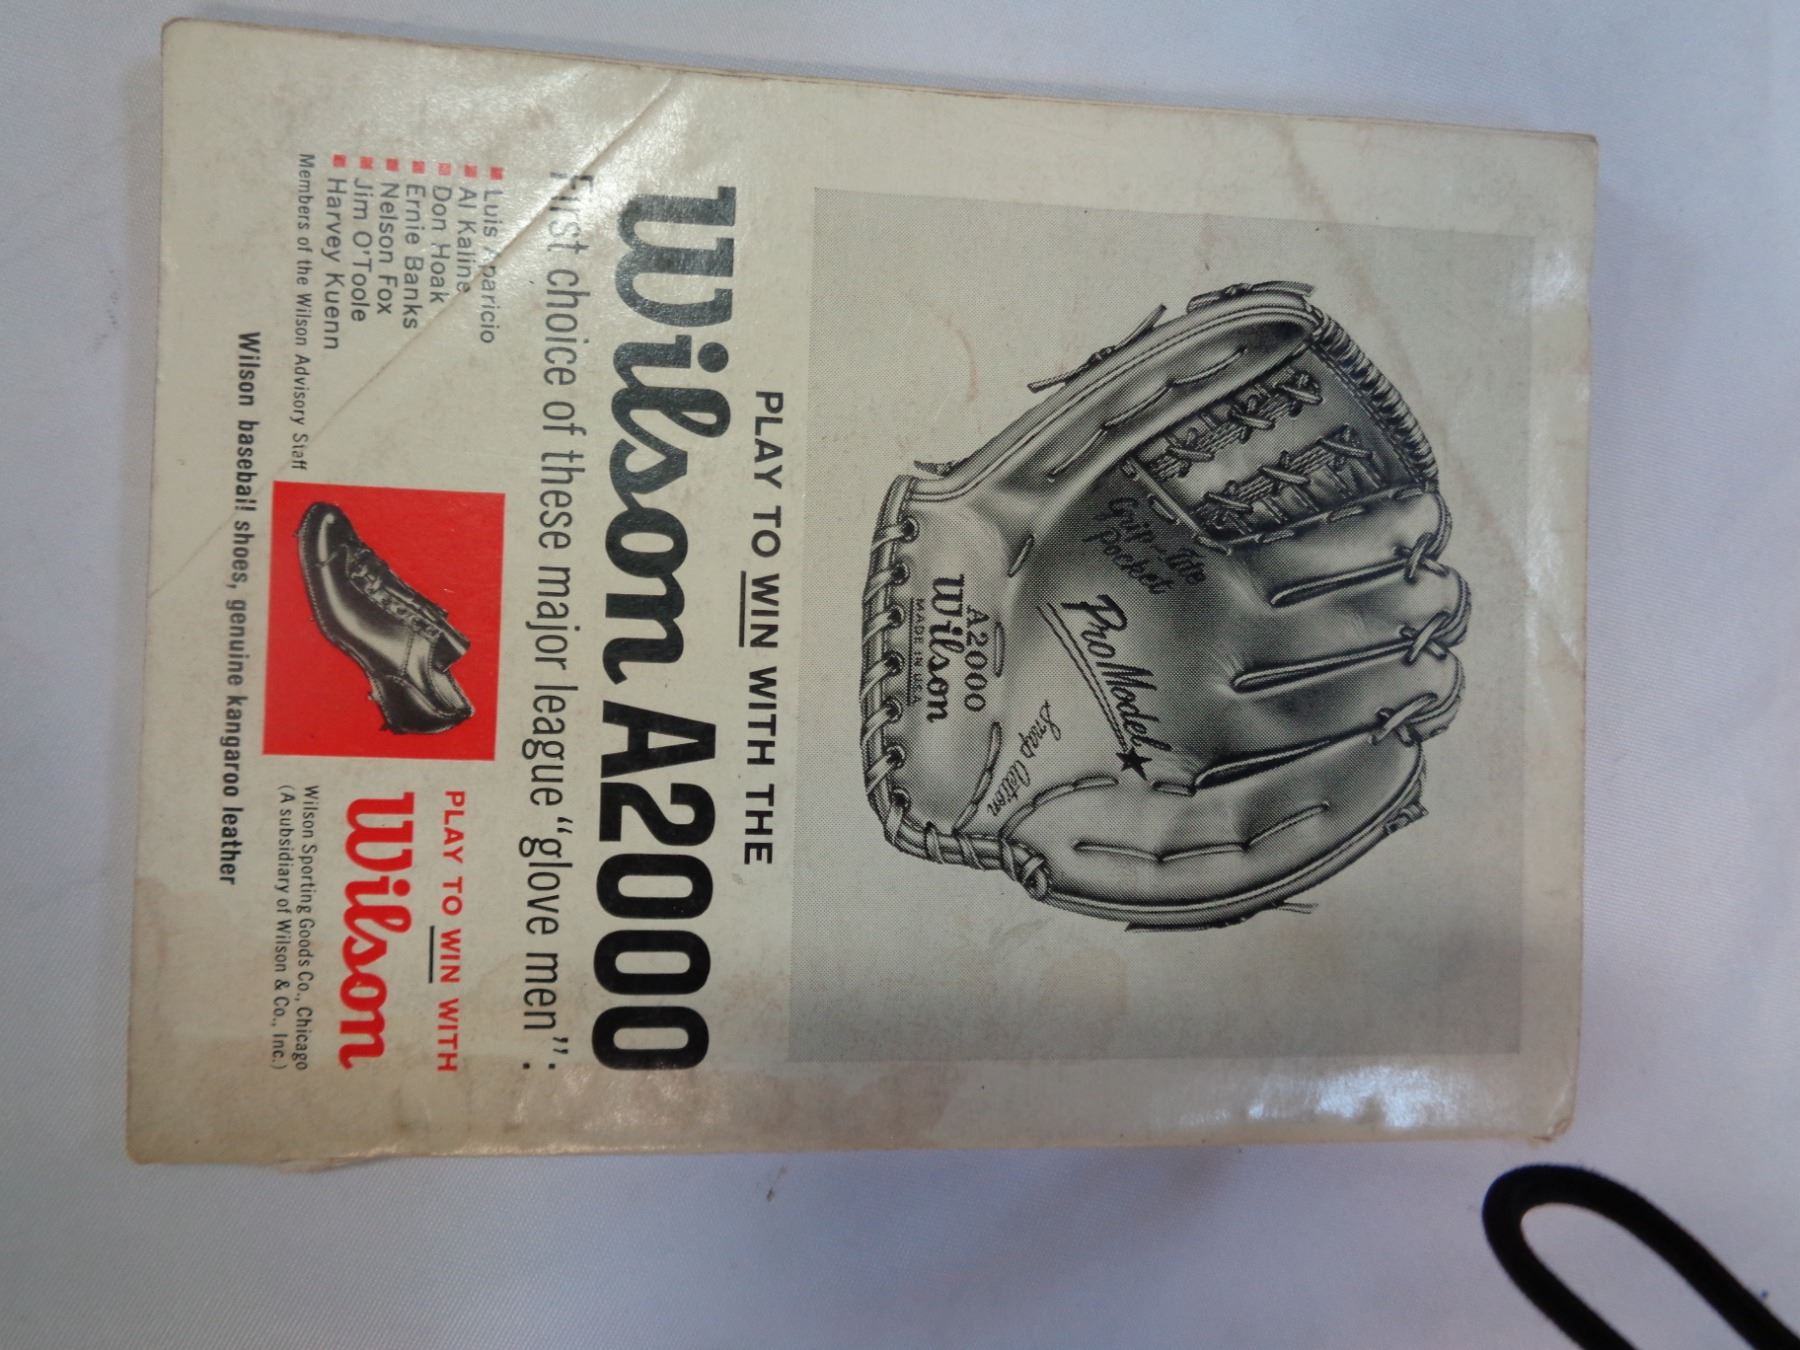 Grip-Tite
Pocket
Pro Model
Snap Action
A2000
Wilson
MADE IN U.S.A.
PLAY TO WIN WITH THE
Wilson A2000
First choice of these major league “glove men”:
Luis Aparicio
Al Kaline
Don Hoak
Ernie Banks
Nelson Fox
Jim O'Toole
Harvey Kuenn
Members of the Wilson Advisory Staff
PLAY TO WIN WITH
Wilson
Wilson Sporting Goods Co., Chicago
(A subsidiary of Wilson & Co., Inc.)
Wilson baseball shoes, genuine kangaroo leather